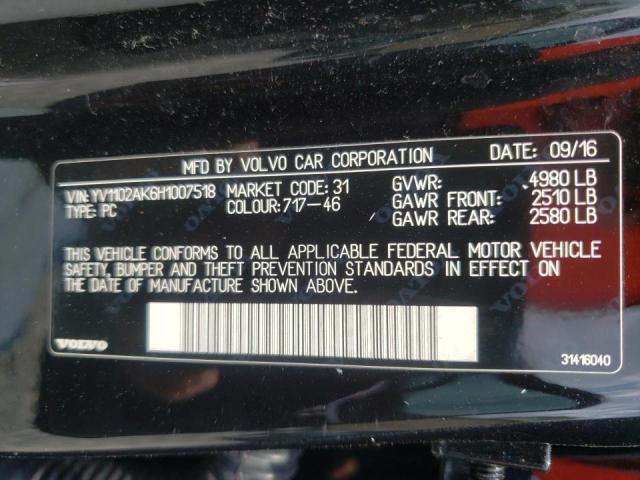 MFD BY VOLVO CAR CORPORATION DATE: 09/16
VIN: YV1102AK6H1007518 MARKET CODE: 31 GVWR: 4980 LB
TYPE: PC COLOUR: 717-46 GAWR FRONT: 2510 LB
GAWR REAR: 2580 LB
THIS VEHICLE CONFORMS TO ALL APPLICABLE FEDERAL MOTOR VEHICLE
SAFETY, BUMPER AND THEFT PREVENTION STANDARDS IN EFFECT ON
THE DATE OF MANUFACTURE SHOWN ABOVE.
VOLVO
31416040